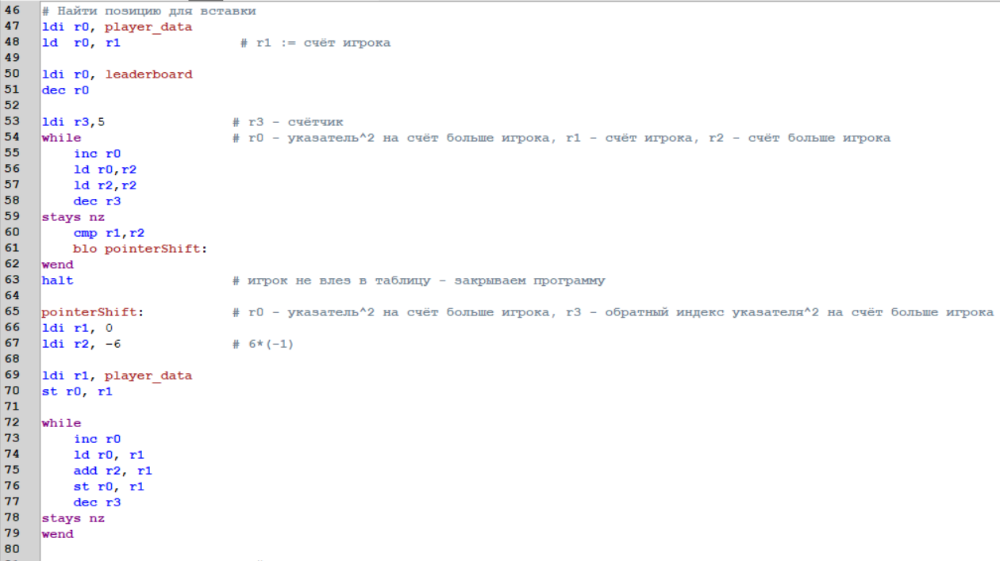 46 # Найти позицию для вставки
47 ldi r0, player_data
48 ld  r0, r1               # r1 := счёт игрока
49
50 ldi r0, leaderboard
51 dec r0
52
53 ldi r3,5                # r3 - счётчик
54 while                   # r0 - указатель^2 на счёт больше игрока, r1 - счёт игрока, r2 - счёт больше игрока
55     inc r0
56     ld r0,r2
57     ld r2,r2
58     dec r3
59 stays nz
60     cmp r1,r2
61     blo pointerShift:
62 wend
63 halt                    # игрок не влез в таблицу - закрываем программу
64
65 pointerShift:           # r0 - указатель^2 на счёт больше игрока, r3 - обратный индекс указателя^2 на счёт больше игрока
66 ldi r1, 0
67 ldi r2, -6              # 6*(-1)
68
69 ldi r1, player_data
70 st r0, r1
71
72 while
73     inc r0
74     ld r0, r1
75     add r2, r1
76     st r0, r1
77     dec r3
78 stays nz
79 wend
80